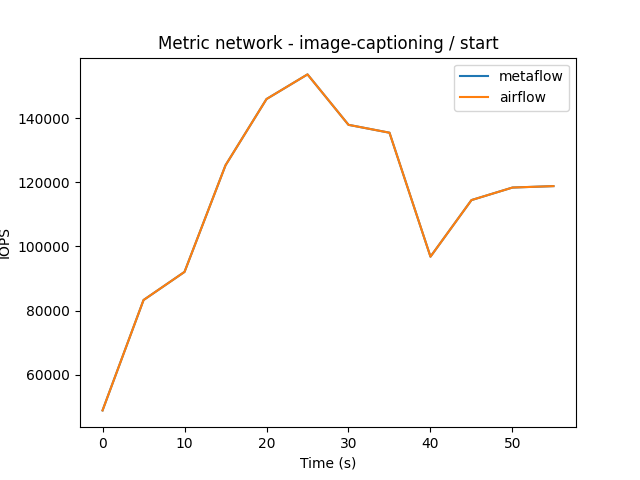 Metric network - image-captioning / start
metaflow
airflow
140000
120000
100000
80000
60000
IOPS
0 10 20 30 40 50
Time (s)